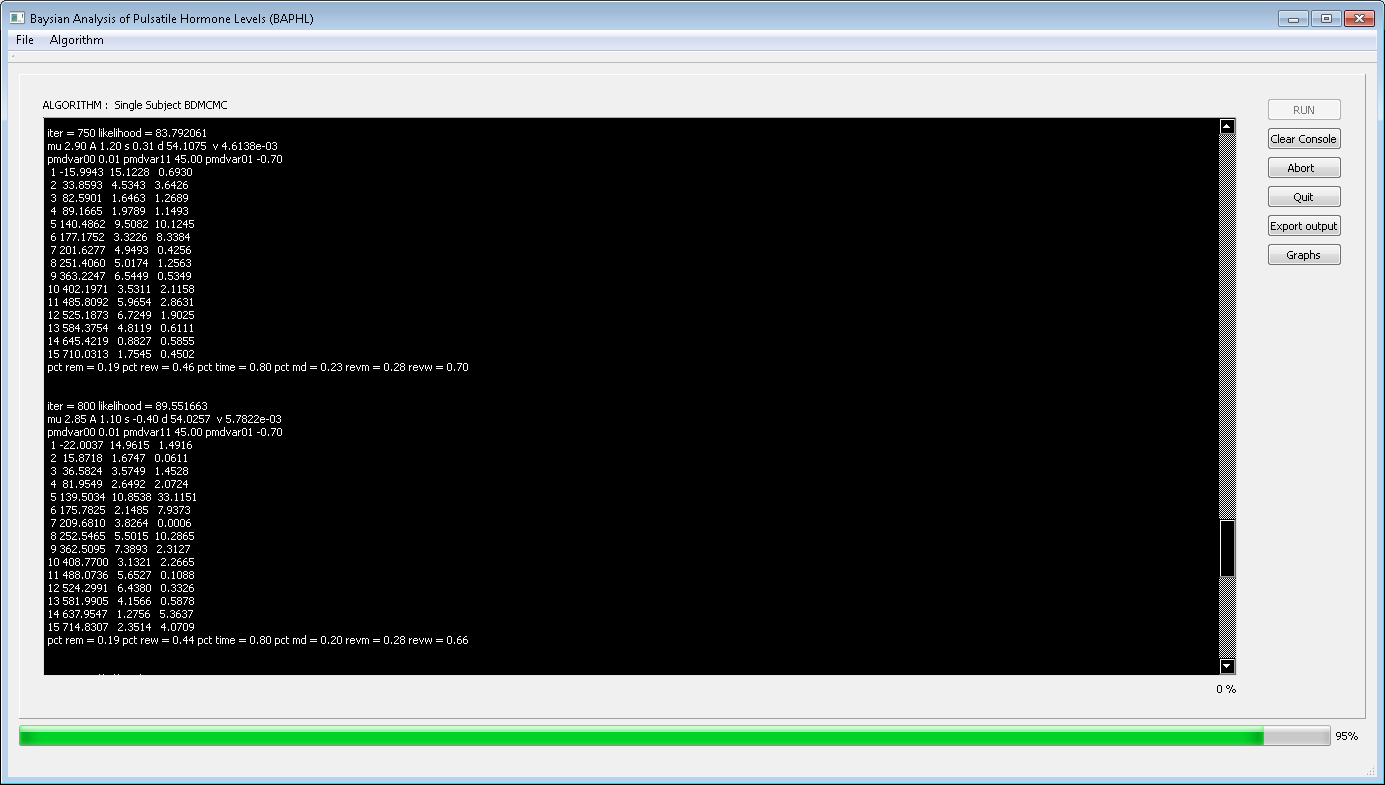 Baysian Analysis of Pulsatile Hormone Levels (BAPHL)
File Algorithm
ALGORITHM : Single Subject BDMCMC
iter = 750 likelihood = 83.792061
mu 2.90 A 1.20 s 0.31 d 54.1075 v 4.6138e-03
pmdvar00 0.01 pmdvar11 45.00 pmdvar01 -0.70
1 -15.9943 15.1228 0.6930
2 33.8593 4.5343 3.6426
3 82.5901 1.6463 1.2689
4 89.1665 1.9789 1.1493
5 140.4862 9.5082 10.1245
6 177.1752 3.3226 8.3384
7 201.6277 4.9493 0.4256
8 251.4060 5.0174 1.2563
9 363.2247 6.5449 0.5349
10 402.1971 3.5311 2.1158
11 485.8092 5.9654 2.8631
12 525.1873 6.7249 1.9025
13 584.3754 4.8119 0.6111
14 645.4219 0.8827 0.5855
15 710.0313 1.7545 0.4502
pct rem = 0.19 pct rew = 0.46 pct time = 0.80 pct md = 0.23 revm = 0.28 revw = 0.70
iter = 800 likelihood = 89.551663
mu 2.85 A 1.10 s -0.40 d 54.0257 v 5.7822e-03
pmdvar00 0.01 pmdvar11 45.00 pmdvar01 -0.70
1 -22.0037 14.9615 1.4916
2 15.8718 1.6747 0.0611
3 36.5824 3.5749 1.4528
4 81.9549 2.6492 2.0724
5 139.5034 10.8538 33.1151
6 175.7825 2.1485 7.9373
7 209.6810 3.8264 0.0006
8 252.5465 5.5015 10.2865
9 362.5095 7.3893 2.3127
10 408.7700 3.1321 2.2665
11 488.0736 5.6527 0.1088
12 524.2991 6.4380 0.3326
13 581.9905 4.1566 0.5878
14 637.9547 1.2756 5.3637
15 714.8307 2.3514 4.0709
pct rem = 0.19 pct rew = 0.44 pct time = 0.80 pct md = 0.20 revm = 0.28 revw = 0.66
RUN
Clear Console
Abort
Quit
Export output
Graphs
0 %
95%